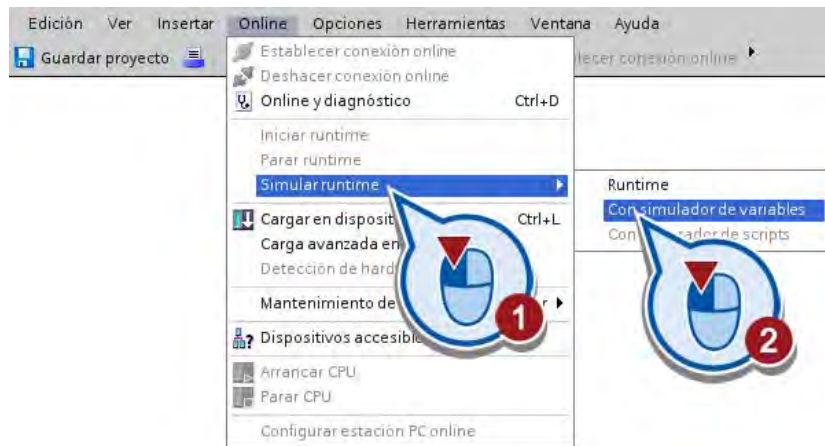 Edición Ver Insertar Online Opciones Herramientas Ventana Ayuda
Guardar proyecto
Establecer conexión online
Deshacer conexión online
Online y diagnóstico Ctrl+D
Iniciar runtime
Parar runtime
Simular runtime
Runtime
Con simulador de variables
de scripts
Cargar en disposit Ctrl+L
Carga avanzada en
Detección de hard
Mantenimiento de
Dispositivos accesibl
Arrancar CPU
Parar CPU
Configurar estación PC online
1
2